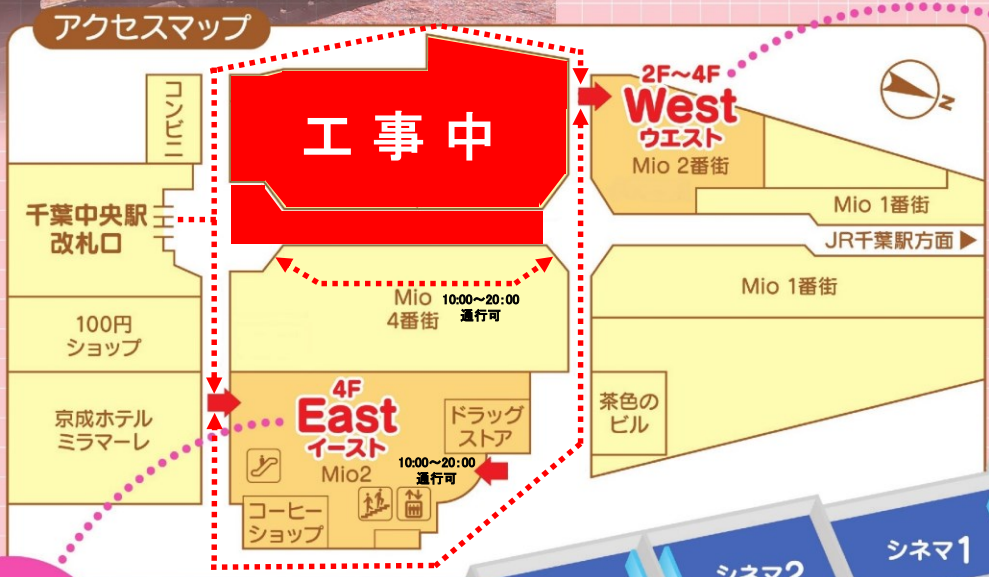 アクセスマップ
コンビニ
工事中
2F〜4F
West
ウエスト
Mio 2番街
N
千葉中央駅
改札口
Mio 1番街
JR千葉駅方面▶
Mio 1番街
Mio
4番街
10:00〜20:00
通行可
100円
ショップ
京成ホテル
ミラマーレ
4F
East
イースト
Mio2
ドラッグ
ストア
10:00〜20:00
通行可
茶色の
ビル
コーヒー
ショップ
シネマ2
シネマ1